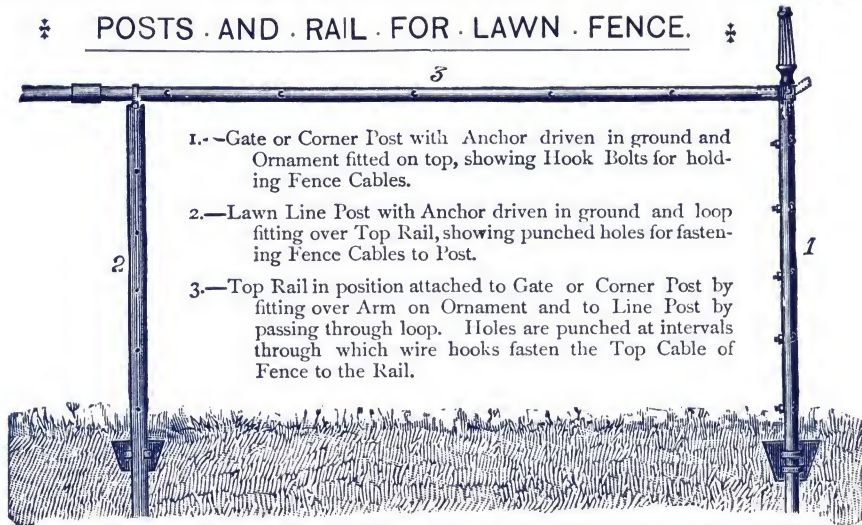 POSTS · AND · RAIL · FOR · LAWN · FENCE.
3
1.--Gate or Corner Post with Anchor driven in ground and
Ornament fitted on top, showing Hook Bolts for hold-
ing Fence Cables.
2.—Lawn Line Post with Anchor driven in ground and loop
fitting over Top Rail, showing punched holes for fasten-
ing Fence Cables to Post.
3.—Top Rail in position attached to Gate or Corner Post by
fitting over Arm on Ornament and to Line Post by
passing through loop. Holes are punched at intervals
through which wire hooks fasten the Top Cable of
Fence to the Rail.
2
1